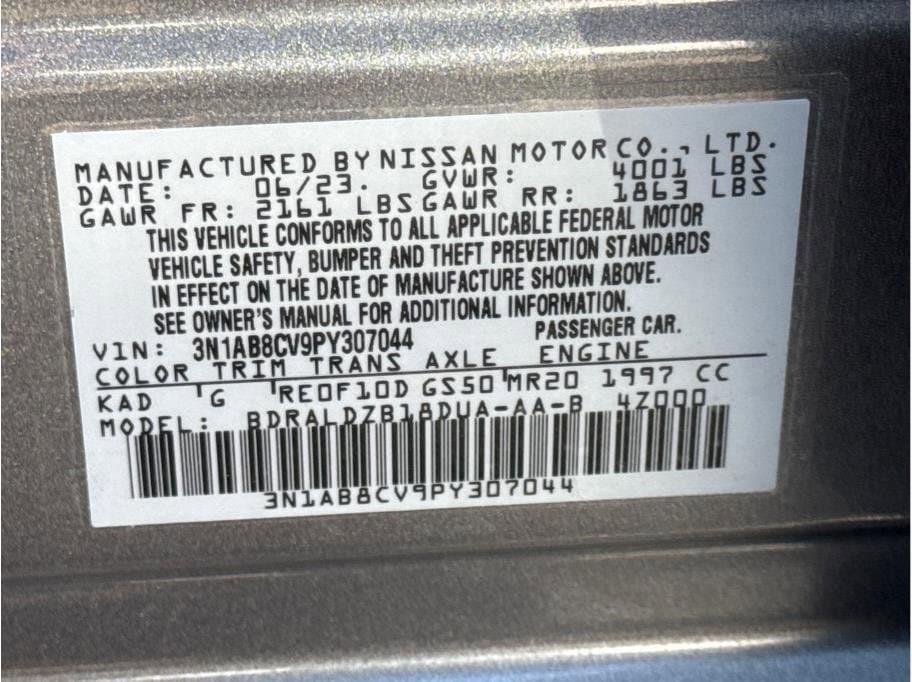 MANUFACTURED BY NISSAN MOTOR CO., LTD.
DATE: 06/23. GVWR: 4001 LBS
GAWR FR: 2161 LBS GAWR RR: 1863 LBS
THIS VEHICLE CONFORMS TO ALL APPLICABLE FEDERAL MOTOR
VEHICLE SAFETY, BUMPER AND THEFT PREVENTION STANDARDS
IN EFFECT ON THE DATE OF MANUFACTURE SHOWN ABOVE.
SEE OWNER'S MANUAL FOR ADDITIONAL INFORMATION.
VIN: 3N1AB8CV9PY307044 PASSENGER CAR.
COLOR TRIM TRANS AXLE ENGINE
KAD G RE0F10D GS50 MR20 1997 CC
MODEL: BDRALDZB18DUA-AA-B 4Z000
3N1AB8CV9PY307044